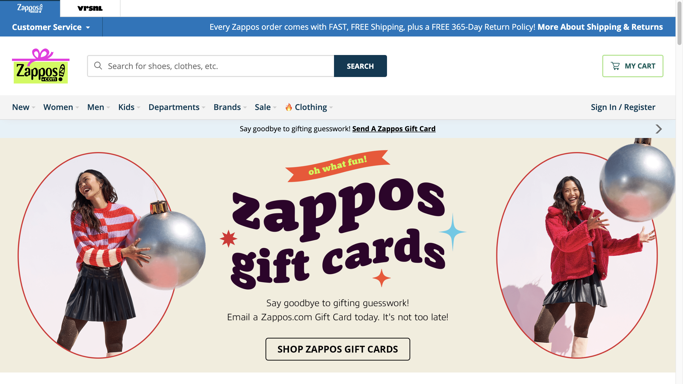 Zappos
VRSNL
Customer Service
Every Zappos order comes with FAST, FREE Shipping, plus a FREE 365-Day Return Policy! More About Shipping & Returns
Zappos.com
Search for shoes, clothes, etc.
SEARCH
MY CART
New Women Men Kids Departments Brands Sale 🔥 Clothing Sign In / Register
Say goodbye to gifting guesswork! Send A Zappos Gift Card
oh what fun!
zappos
gift cards
Say goodbye to gifting guesswork!
Email a Zappos.com Gift Card today. It's not too late!
SHOP ZAPPOS GIFT CARDS